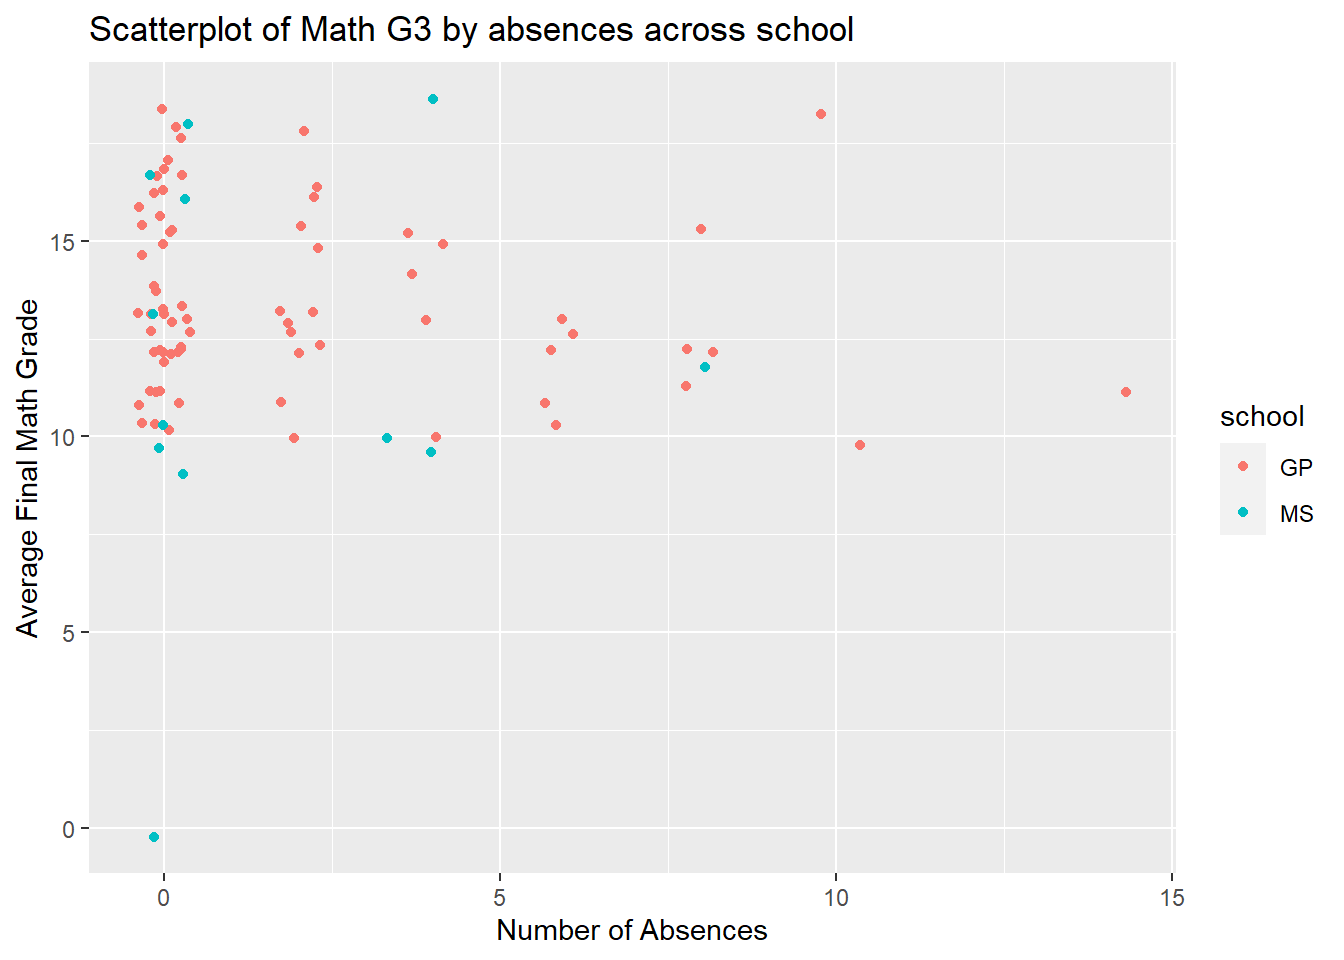 Scatterplot of Math G3 by absences across school
Average Final Math Grade
15
10
5
0
0
5
10
15
Number of Absences
school
GP
MS